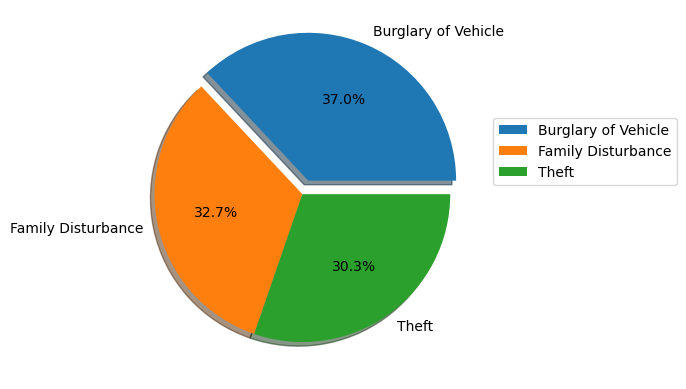 Burglary of Vehicle
37.0%
Burglary of Vehicle
Family Disturbance
Theft
32.7%
Family Disturbance
30.3%
Theft